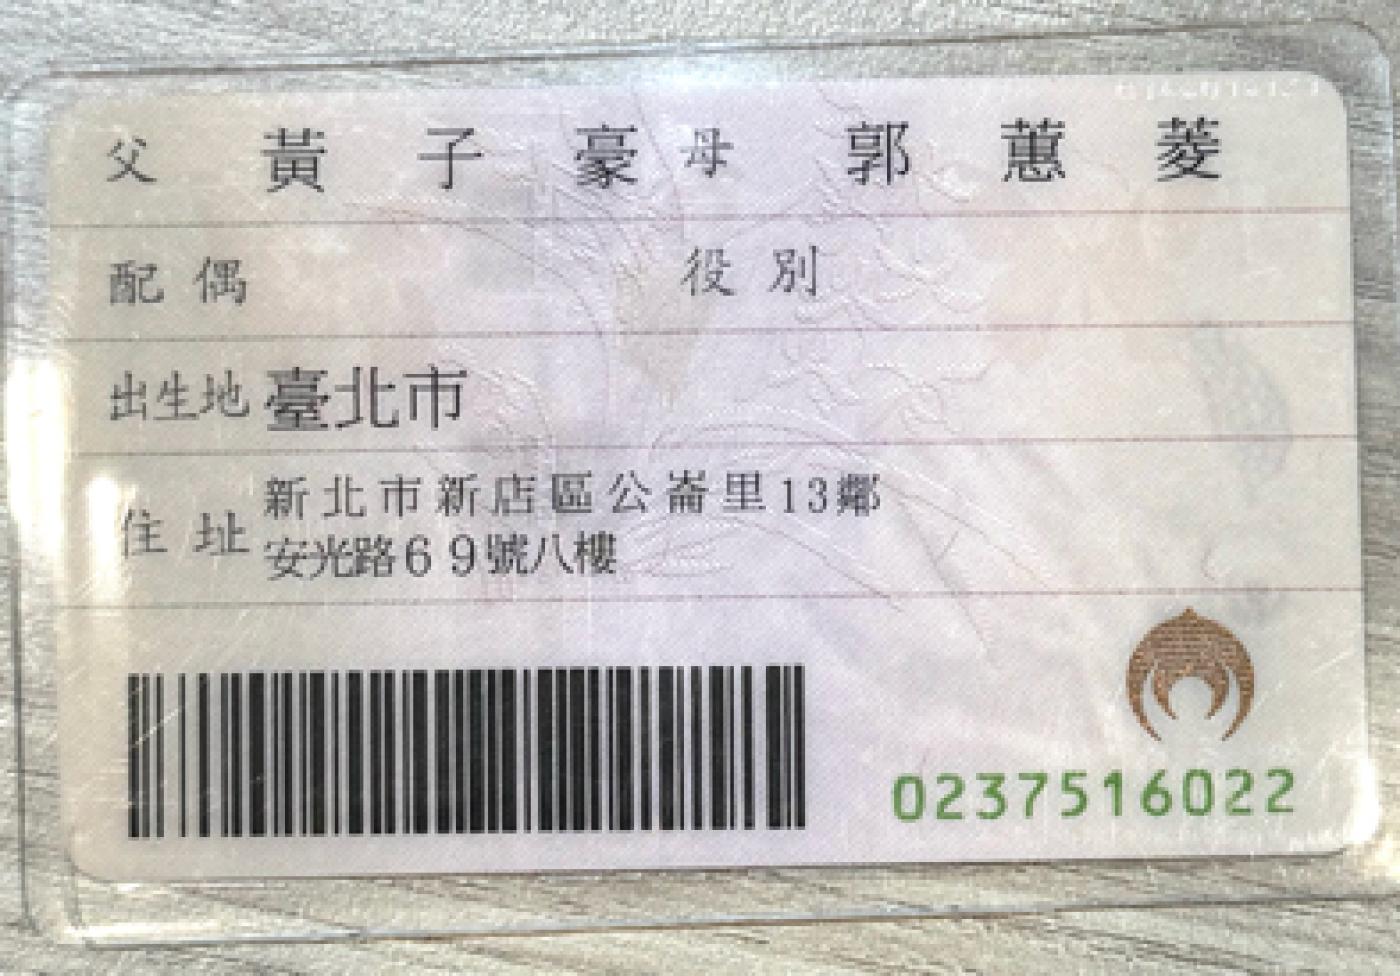 父 黃子豪 母 郭蕙菱
配偶 役別
出生地 臺北市
住址 新北市新店區公崙里13鄰
安光路69號八樓
0237516022